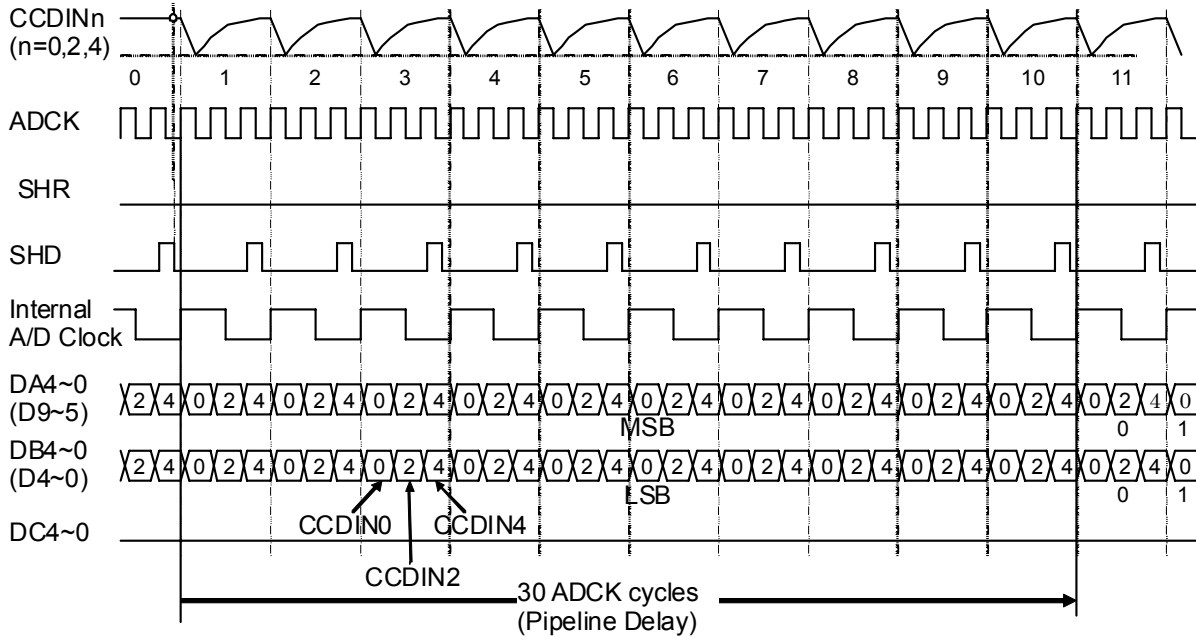 CCDINn
(n=0,2,4)
0 1 2 3 4 5 6 7 8 9 10 11
ADCK
SHR
SHD
Internal
A/D Clock
DA4~0 2 4 0 2 4 0 2 4 0 2 4 0 2 4 0 2 4 0 2 4 0 2 4 0 2 4 0 2 4 0 2 4 0 2 4 0
(D9~5)
MSB 0 1
DB4~0 2 4 0 2 4 0 2 4 0 2 4 0 2 4 0 2 4 0 2 4 0 2 4 0 2 4 0 2 4 0 2 4 0 2 4 0
(D4~0)
LSB 0 1
CCDIN0 CCDIN4
DC4~0
CCDIN2
30 ADCK cycles
(Pipeline Delay)